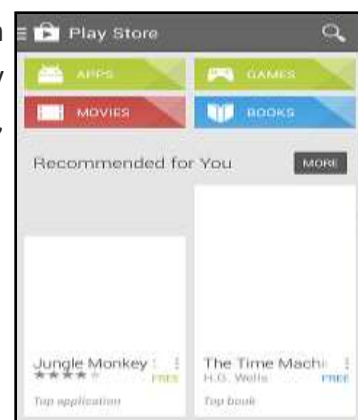 Play Store
APPS GAMES
MOVIES BOOKS
Recommended for You MORE
Jungle Monkey
FREE
Top application
The Time Machi
H.G. Wells FREE
Top book